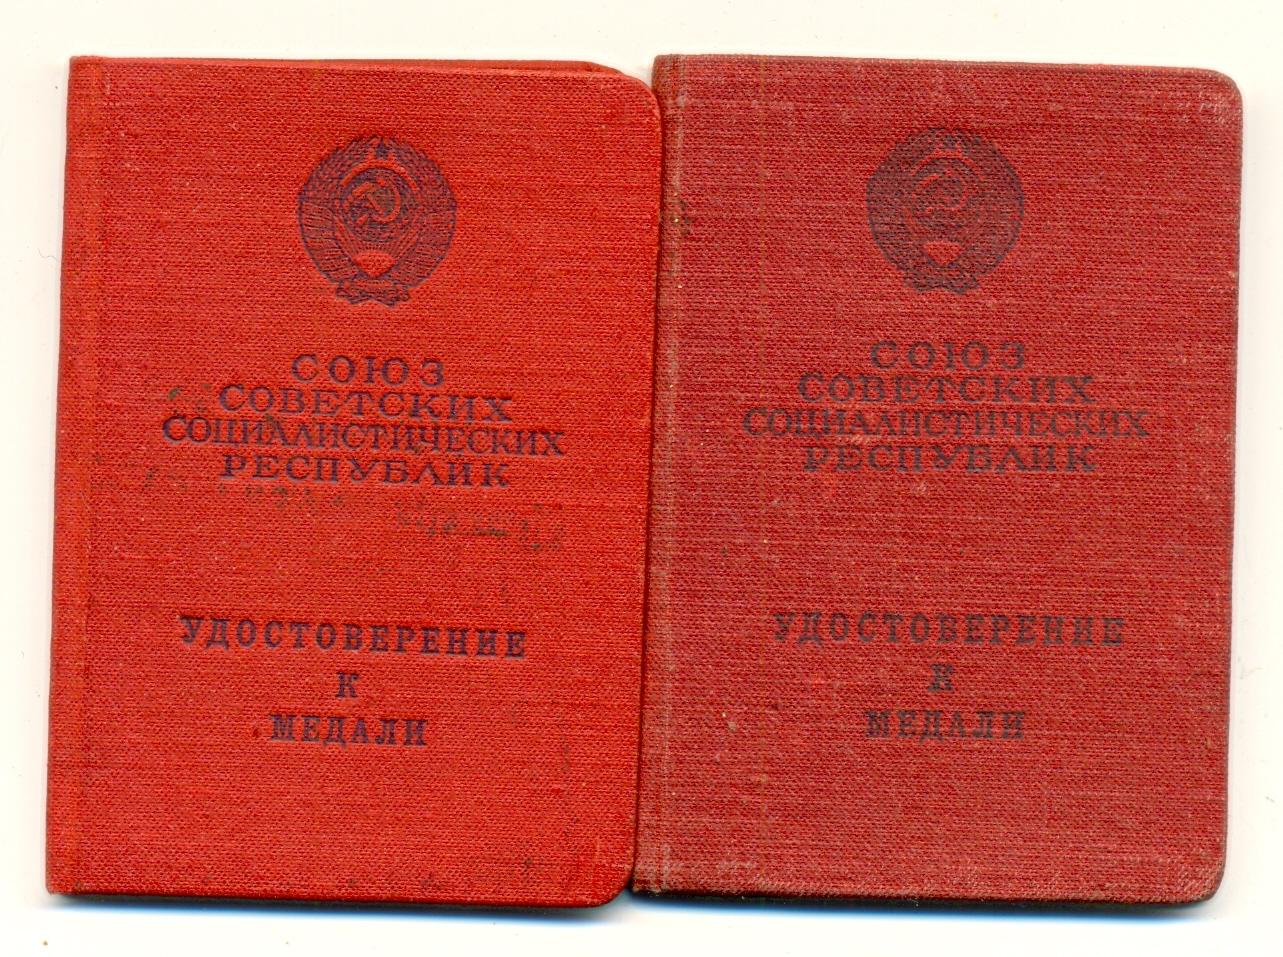 СОЮЗ
СОВЕТСКИХ
СОЦИАЛИСТИЧЕСКИХ
РЕСПУБЛИК
УДОСТОВЕРЕНИЕ
К
МЕДАЛИ
СОЮЗ
СОВЕТСКИХ
СОЦИАЛИСТИЧЕСКИХ
РЕСПУБЛИК
УДОСТОВЕРЕНИЕ
К
МЕДАЛИ